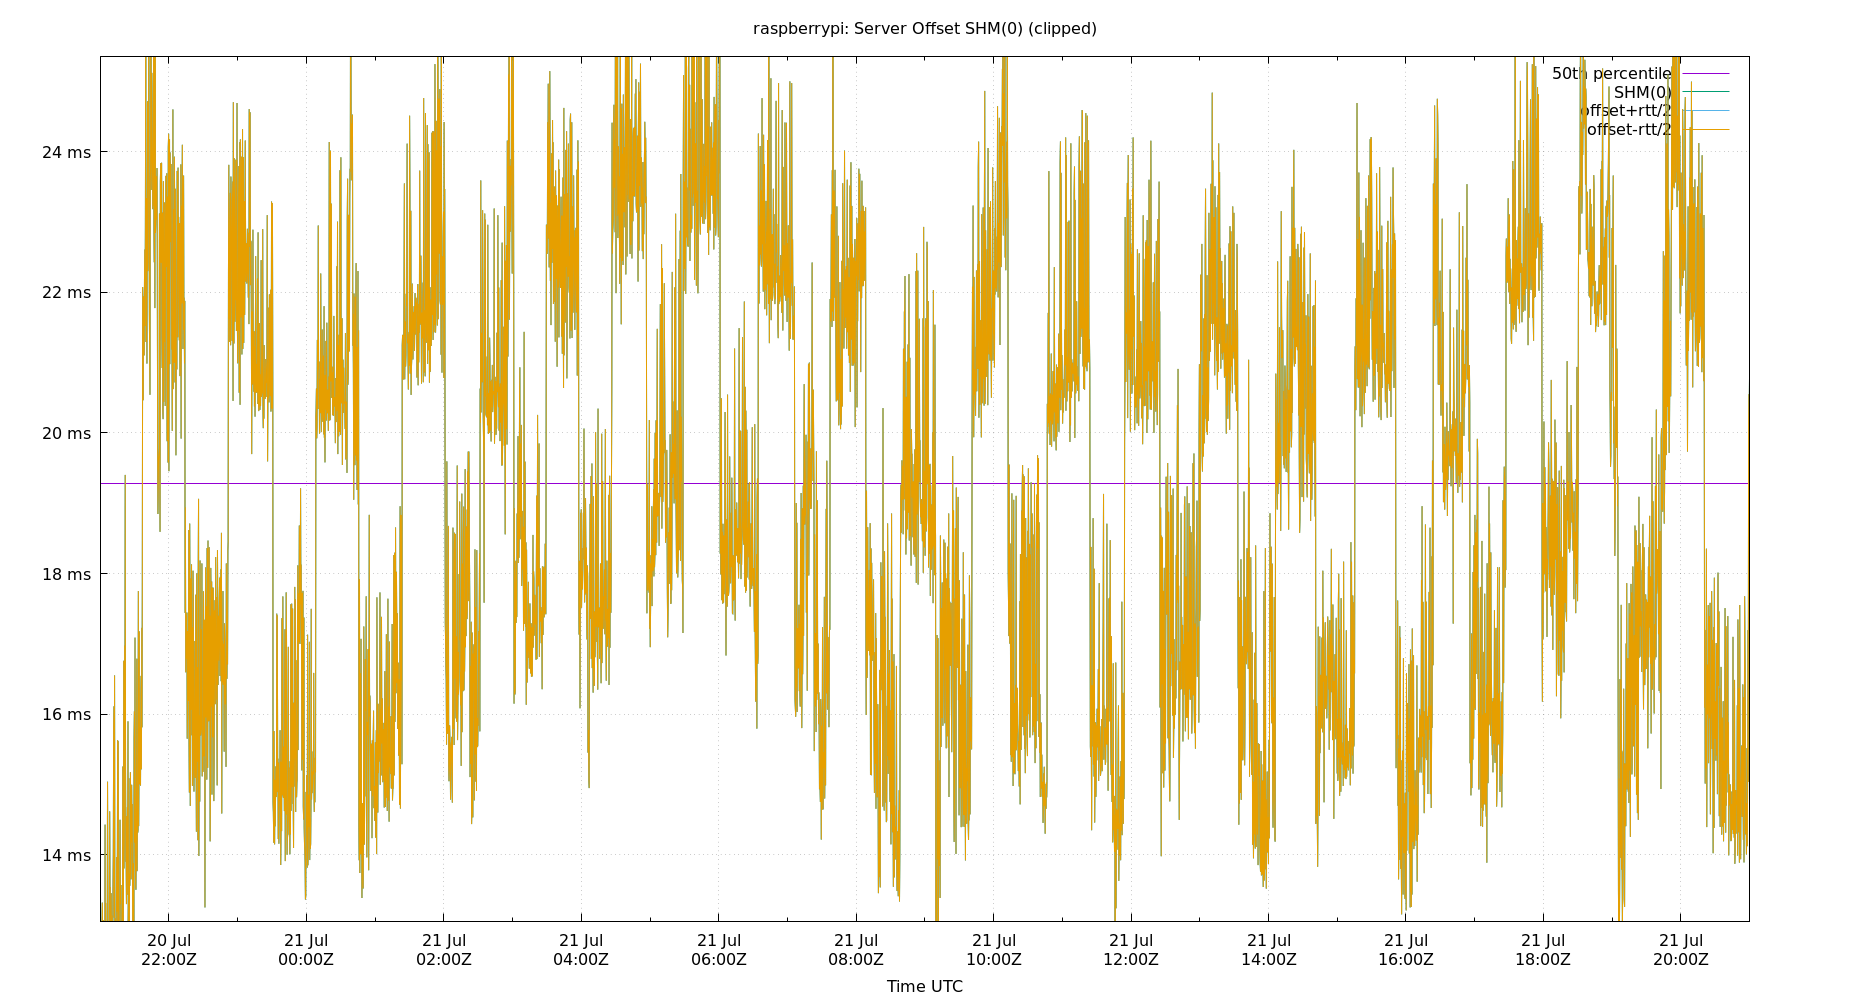 raspberrypi: Server Offset SHM(0) (clipped)
50th percentile
SHM(0)
offset+rtt/2
offset-rtt/2
24 ms
22 ms
20 ms
18 ms
16 ms
14 ms
20 Jul 21 Jul 21 Jul 21 Jul 21 Jul 21 Jul 21 Jul 21 Jul 21 Jul 21 Jul 21 Jul 21 Jul
22:00Z 00:00Z 02:00Z 04:00Z 06:00Z 08:00Z 10:00Z 12:00Z 14:00Z 16:00Z 18:00Z 20:00Z
Time UTC